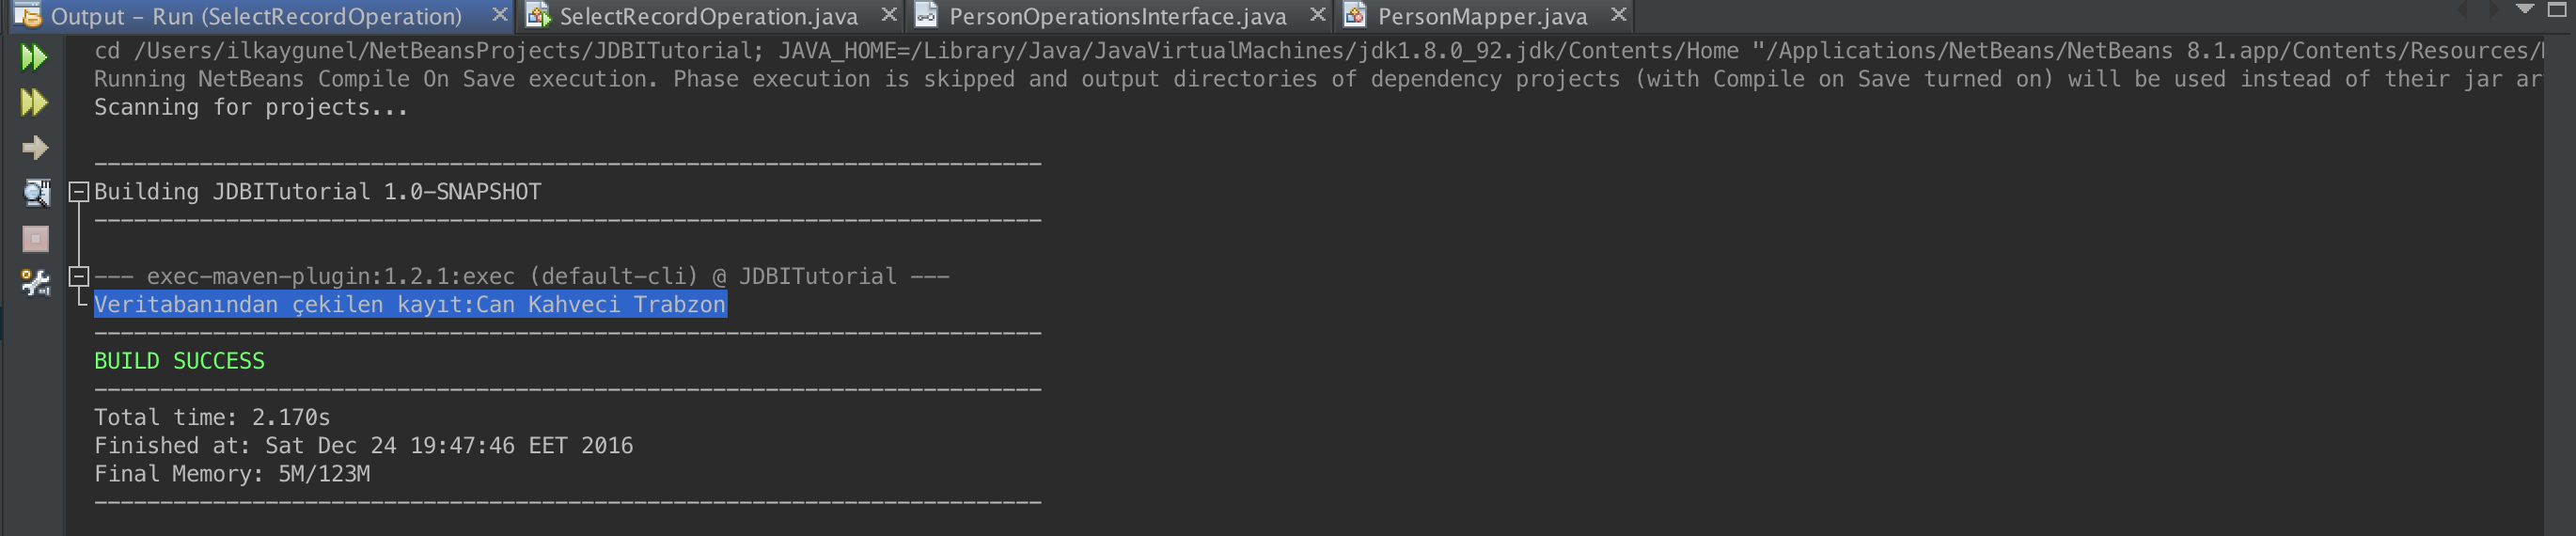 Output - Run (SelectRecordOperation) SelectRecordOperation.java PersonOperationsInterface.java PersonMapper.java
cd /Users/ilkaygunel/NetBeansProjects/JDBITutorial; JAVA_HOME=/Library/Java/JavaVirtualMachines/jdk1.8.0_92.jdk/Contents/Home "/Applications/NetBeans/NetBeans 8.1.app/Contents/Resources/
Running NetBeans Compile On Save execution. Phase execution is skipped and output directories of dependency projects (with Compile on Save turned on) will be used instead of their jar ar
Scanning for projects...
------------------------------------------------------------------------
Building JDBITutorial 1.0-SNAPSHOT
------------------------------------------------------------------------
--- exec-maven-plugin:1.2.1:exec (default-cli) @ JDBITutorial ---
Veritabanından çekilen kayıt:Can Kahveci Trabzon
------------------------------------------------------------------------
BUILD SUCCESS
------------------------------------------------------------------------
Total time: 2.170s
Finished at: Sat Dec 24 19:47:46 EET 2016
Final Memory: 5M/123M
------------------------------------------------------------------------